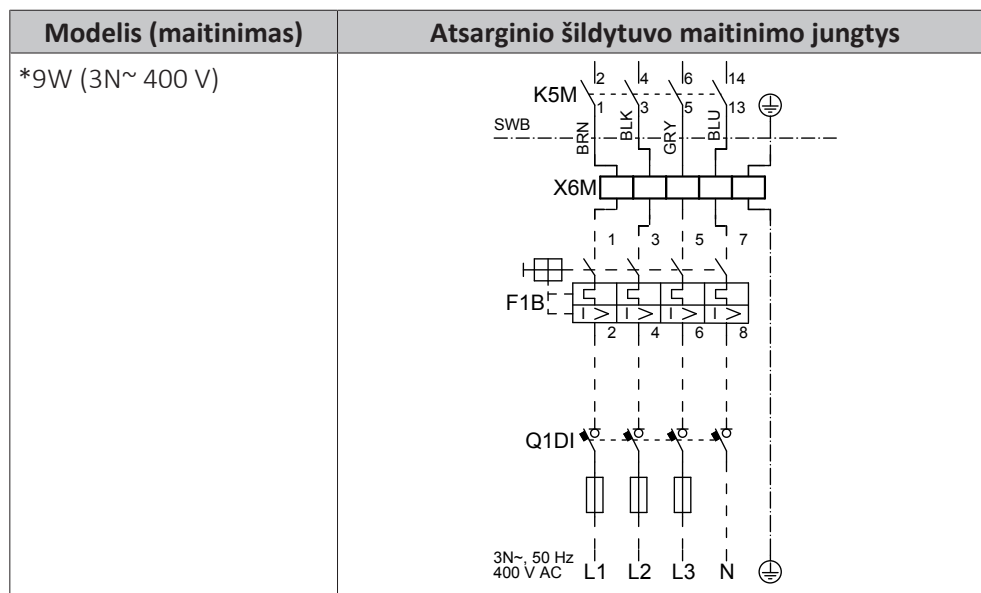 Modelis (maitinimas)
Atsarginio šildytuvo maitinimo jungtys
*9W (3N~ 400 V)
2 4 6 14
K5M
1 3 5 13
SWB
BRN BLK GRY BLU
X6M
1 3 5 7
F1B
I > I > I > I >
2 4 6 8
Q1DI
3N~, 50 Hz
400 V AC
L1 L2 L3 N